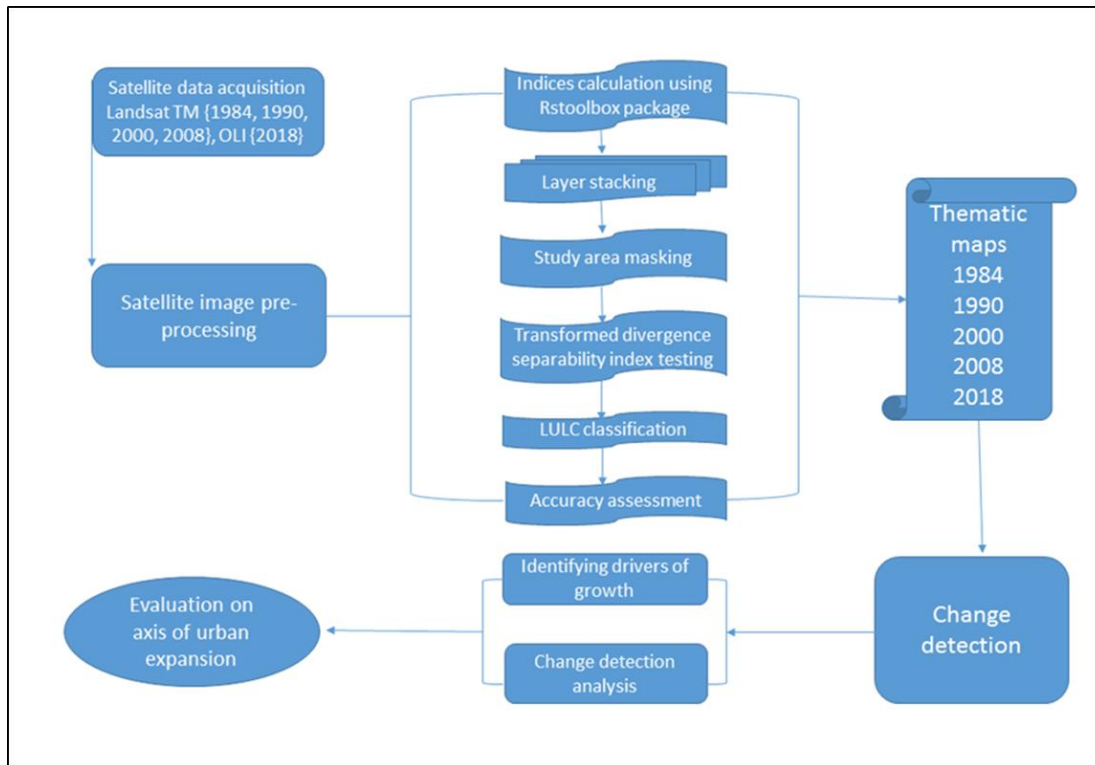 Satellite data acquisition
Landsat TM {1984, 1990,
2000, 2008}, OLI {2018}
Satellite image pre-
processing
Indices calculation using
Rstoolbox package
Layer stacking
Study area masking
Transformed divergence
separability index testing
LULC classification
Accuracy assessment
Thematic
maps
1984
1990
2000
2008
2018
Change
detection
Identifying drivers of
growth
Change detection
analysis
Evaluation on
axis of urban
expansion